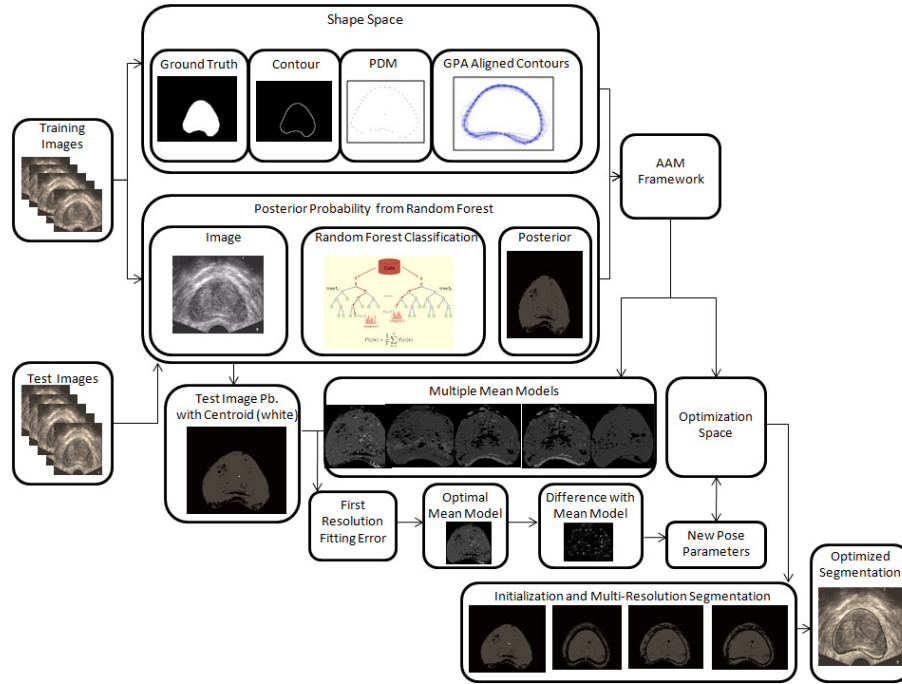 Shape Space
Ground Truth
Contour
PDM
GPA Aligned Contours
Training
Images
AAM
Framework
Posterior Probability from Random Forest
Image
Random Forest Classification
Posterior
Data
Test Images
Test Image Pb.
with Centroid (white)
Multiple Mean Models
Optimization
Space
First
Resolution
Fitting Error
Optimal
Mean Model
Difference with
Mean Model
New Pose
Parameters
Optimized
Segmentation
Initialization and Multi-Resolution Segmentation